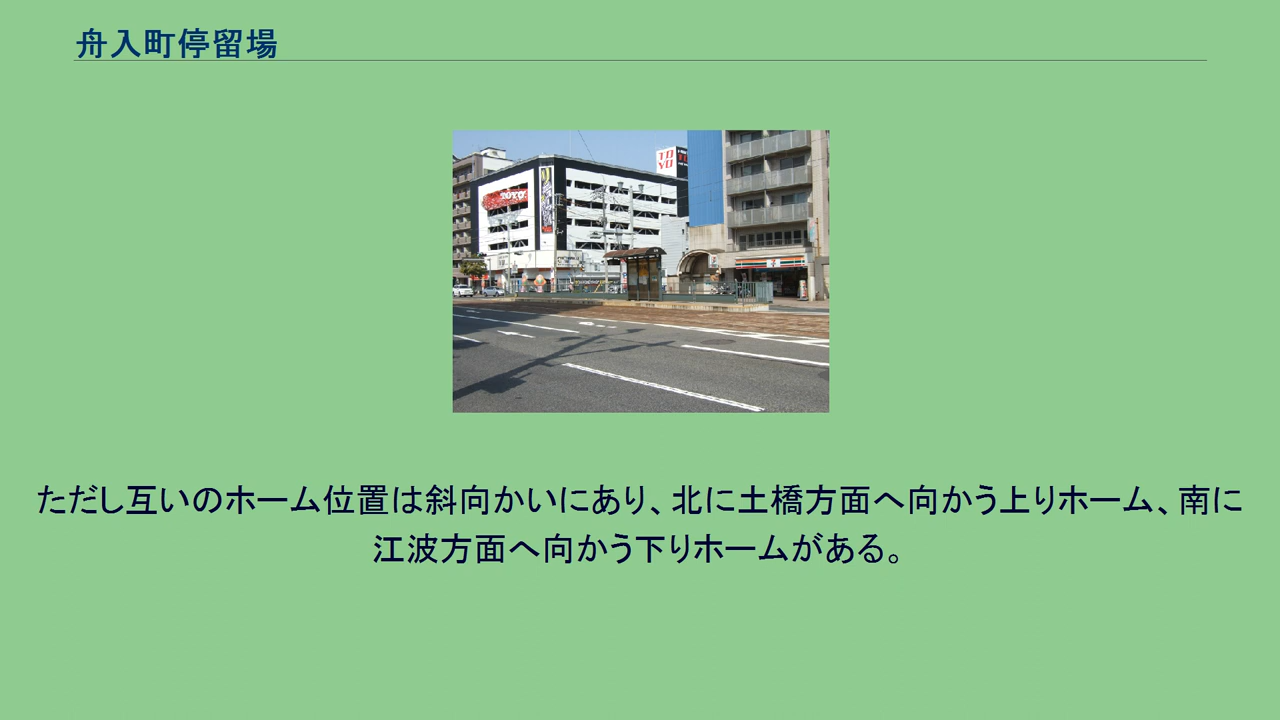 舟入町停留場
TO
YO
ただし互いのホーム位置は斜向かいにあり、北に土橋方面へ向かう上りホーム、南に
江波方面へ向かう下りホームがある。